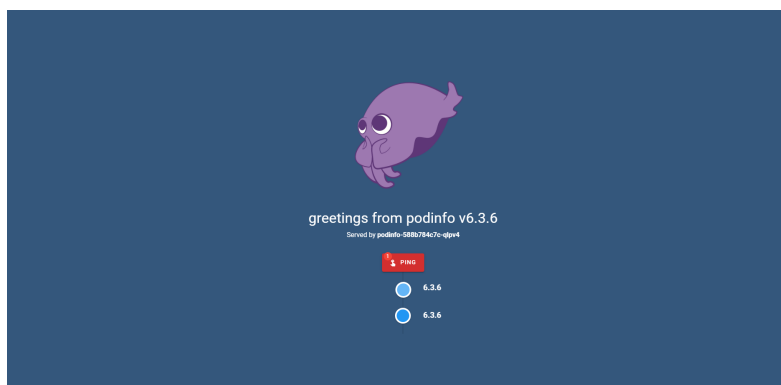 greetings from podinfo v6.3.6
Served by podinfo-588b784c7c-qlpv4
PING
6.3.6
6.3.6